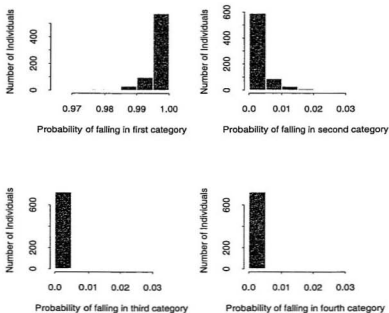 Number of Individuals
0 200 400
0.97 0.98 0.99 1.00
Probability of falling in first category
Number of Individuals
0 200 600
0.0 0.01 0.02 0.03
Probability of falling in second category
Number of Individuals
0 200 600
0.0 0.01 0.02 0.03
Probability of falling in third category
Number of Individuals
0 200 600
0.0 0.01 0.02 0.03
Probability of falling in fourth category